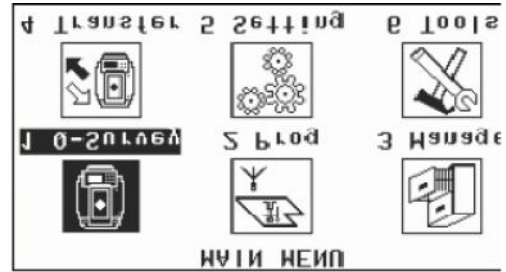 MAIN MENU
1 Q-Survey 2 Prog 3 Manage
4 Transfer 5 Setting 6 Tools